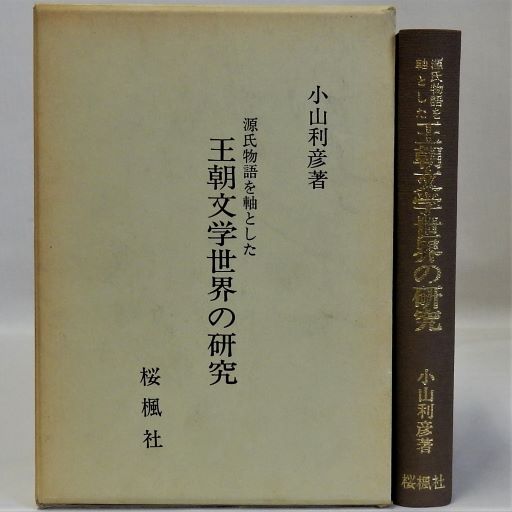 小山利彦著
源氏物語を軸とした
王朝文学世界の研究
桜楓社
源氏物語を
軸とした
王朝文学世界の研究
小山利彦著
桜楓社